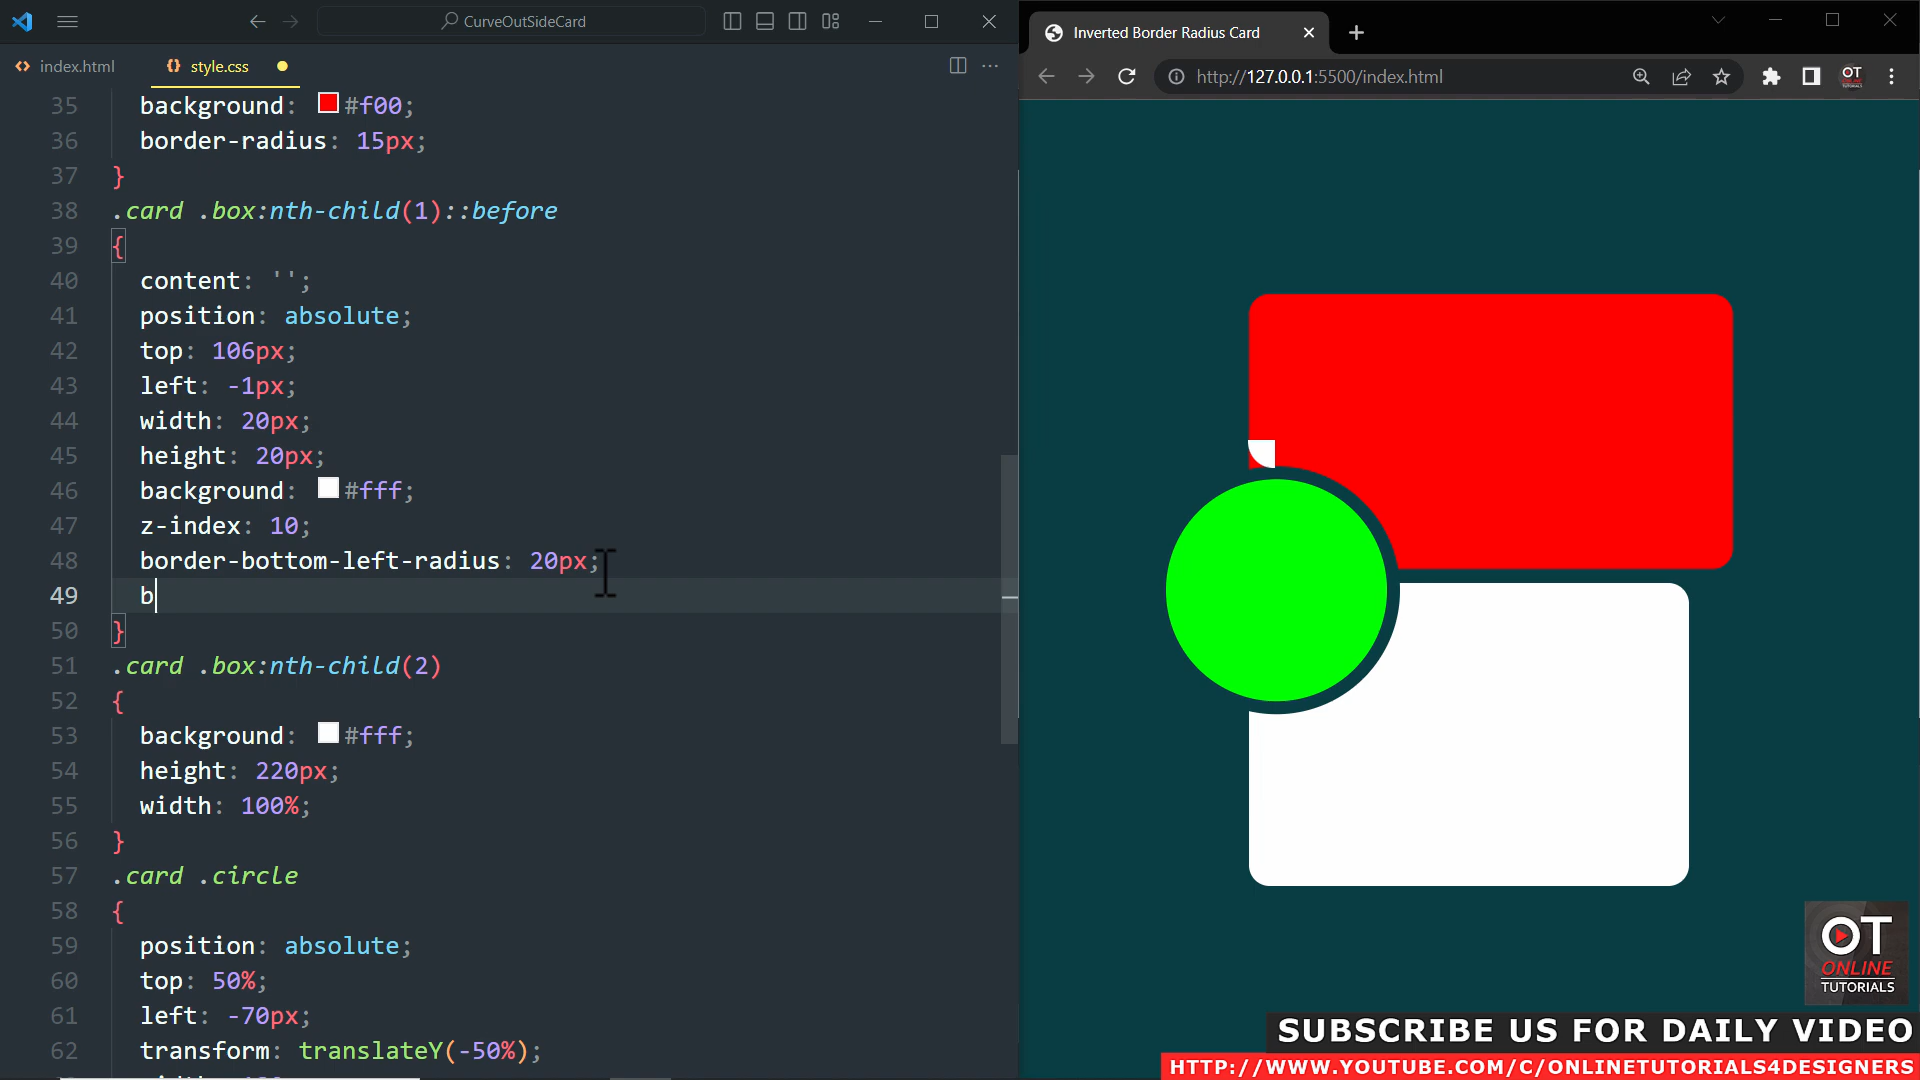 CurveOutSideCard
index.html
style.css
35 background: #f00;
36 border-radius: 15px;
37 }
38 .card .box:nth-child(1)::before
39 {
40 content: '';
41 position: absolute;
42 top: 106px;
43 left: -1px;
44 width: 20px;
45 height: 20px;
46 background: #fff;
47 z-index: 10;
48 border-bottom-left-radius: 20px;
49 b
50 }
51 .card .box:nth-child(2)
52 {
53 background: #fff;
54 height: 220px;
55 width: 100%;
56 }
57 .card .circle
58 {
59 position: absolute;
60 top: 50%;
61 left: -70px;
62 transform: translateY(-50%);
Inverted Border Radius Card
http://127.0.0.1:5500/index.html
OT
OT
ONLINE
TUTORIALS
SUBSCRIBE US FOR DAILY VIDEO
HTTP://WWW.YOUTUBE.COM/C/ONLINETUTORIALS4DESIGNERS